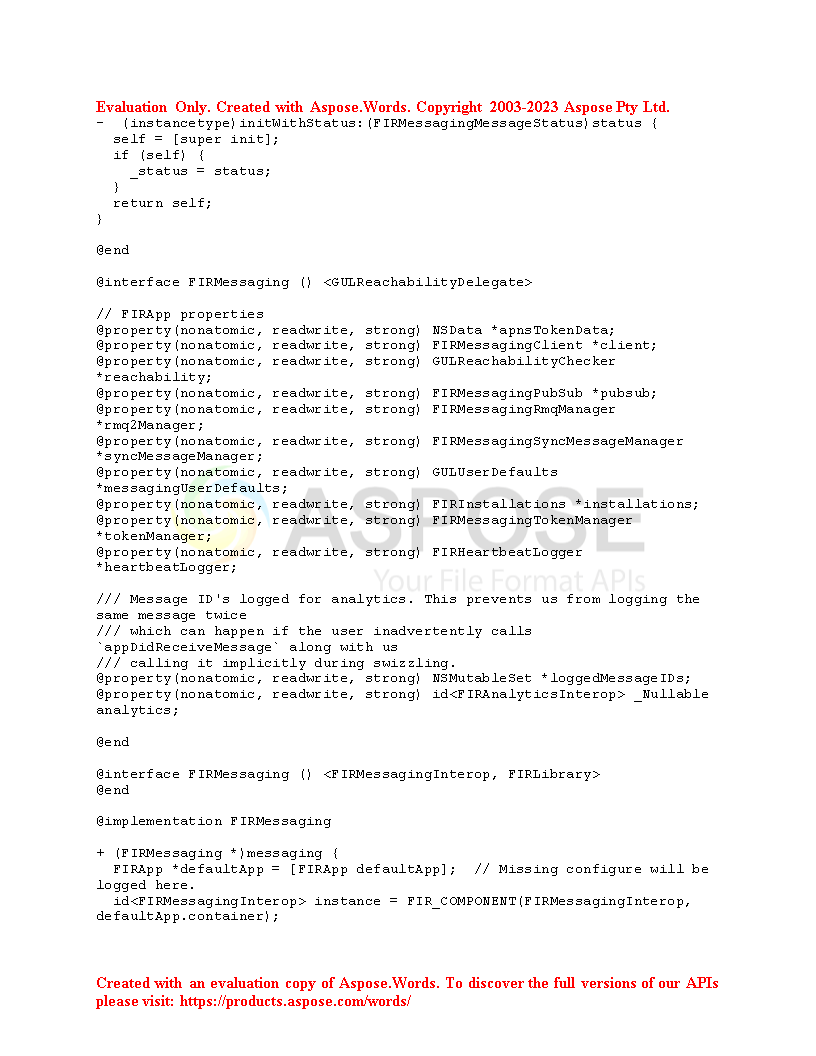 Evaluation Only. Created with Aspose.Words. Copyright 2003-2023 Aspose Pty Ltd.
- (instancetype)initWithStatus:(FIRMessagingMessageStatus)status {
  self = [super init];
  if (self) {
    _status = status;
  }
  return self;
}

@end

@interface FIRMessaging () <GULReachabilityDelegate>

// FIRApp properties
@property(nonatomic, readwrite, strong) NSData *apnsTokenData;
@property(nonatomic, readwrite, strong) FIRMessagingClient *client;
@property(nonatomic, readwrite, strong) GULReachabilityChecker
*reachability;
@property(nonatomic, readwrite, strong) FIRMessagingPubSub *pubsub;
@property(nonatomic, readwrite, strong) FIRMessagingRmqManager
*rmq2Manager;
@property(nonatomic, readwrite, strong) FIRMessagingSyncMessageManager
*syncMessageManager;
@property(nonatomic, readwrite, strong) GULUserDefaults
*messagingUserDefaults;
@property(nonatomic, readwrite, strong) FIRInstallations *installations;
@property(nonatomic, readwrite, strong) FIRMessagingTokenManager
*tokenManager;
@property(nonatomic, readwrite, strong) FIRHeartbeatLogger
*heartbeatLogger;
ASPOSE
Your File Format APIs

/// Message ID's logged for analytics. This prevents us from logging the
same message twice
/// which can happen if the user inadvertently calls
`appDidReceiveMessage` along with us
/// calling it implicitly during swizzling.
@property(nonatomic, readwrite, strong) NSMutableSet *loggedMessageIDs;
@property(nonatomic, readwrite, strong) id<FIRAnalyticsInterop> _Nullable
analytics;

@end

@interface FIRMessaging () <FIRMessagingInterop, FIRLibrary>
@end

@implementation FIRMessaging

+ (FIRMessaging *)messaging {
  FIRApp *defaultApp = [FIRApp defaultApp];  // Missing configure will be
logged here.
  id<FIRMessagingInterop> instance = FIR_COMPONENT(FIRMessagingInterop,
defaultApp.container);

Created with an evaluation copy of Aspose.Words. To discover the full versions of our APIs
please visit: https://products.aspose.com/words/